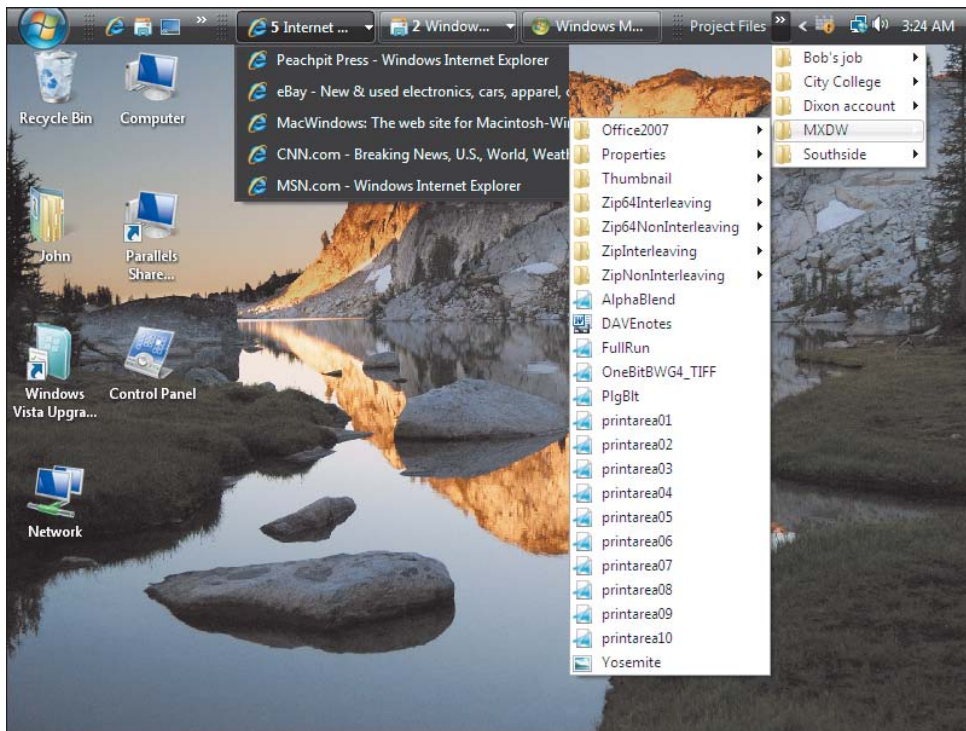 5 Internet ...
2 Window...
Windows M...
Project Files
3:24 AM
Peachpit Press - Windows Internet Explorer
eBay - New & used electronics, cars, apparel,
MacWindows: The web site for Macintosh-Wi
CNN.com - Breaking News, U.S., World, Weat
MSN.com - Windows Internet Explorer
Bob's job
City College
Dixon account
MXDW
Southside
Office2007
Properties
Thumbnail
Zip64Interleaving
Zip64NonInterleaving
ZipInterleaving
ZipNonInterleaving
AlphaBlend
DAVEnotes
FullRun
OneBitBWG4_TIFF
PlgBlt
printarea01
printarea02
printarea03
printarea04
printarea05
printarea06
printarea07
printarea08
printarea09
printarea10
Yosemite
Recycle Bin
Computer
John
Parallels
Share...
Windows
Vista Upgra...
Control Panel
Network